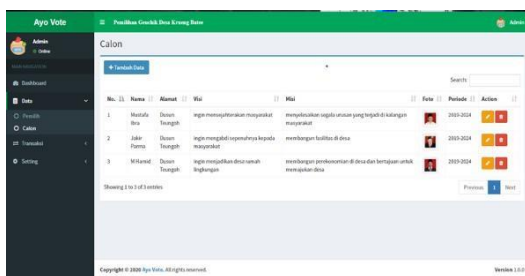 Ayo Vote
Pemilihan Geuchik Desa Krueng Batee
Admin
Admin
Online
MAIN NAVIGATION
Calon
Dashboard
Data
Pemilih
Calon
Transaksi
Setting
+ Tambah Data
Search:
No. Nama Alamat Visi Misi Foto Periode Action
1 Mustafa Ibra Dusun Teungoh ingin mensejahterakan masyarakat menyelesaikan segala urusan yang terjadi di kalangan masyarakat 2019-2024
2 Jakir Dusun Teungoh ingin mengabdi sepenuhnya kepada masyarakat membangun fasilitas di desa 2019-2024
3 M Hamid Dusun Teungoh ingin menjadikan desa ramah lingkungan membangun perekonomian di desa dan bertujuan untuk memajukan desa 2019-2024
Showing 1 to 3 of 3 entries
Previous 1 Next
Copyright © 2020 Ayo Vote. All rights reserved.
Version 1.0.0